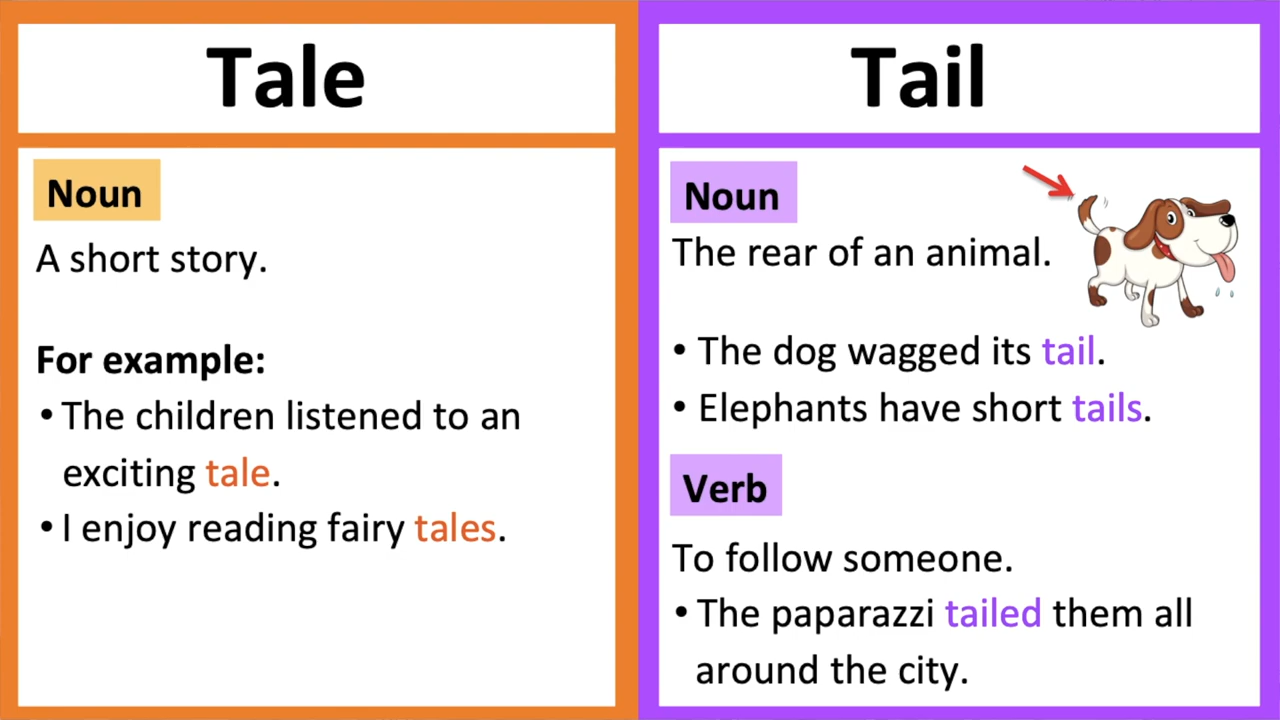 Tale
Noun
A short story.
For example:
• The children listened to an
exciting tale.
• I enjoy reading fairy tales.
Tail
Noun
The rear of an animal.
• The dog wagged its tail.
• Elephants have short tails.
Verb
To follow someone.
• The paparazzi tailed them all
around the city.